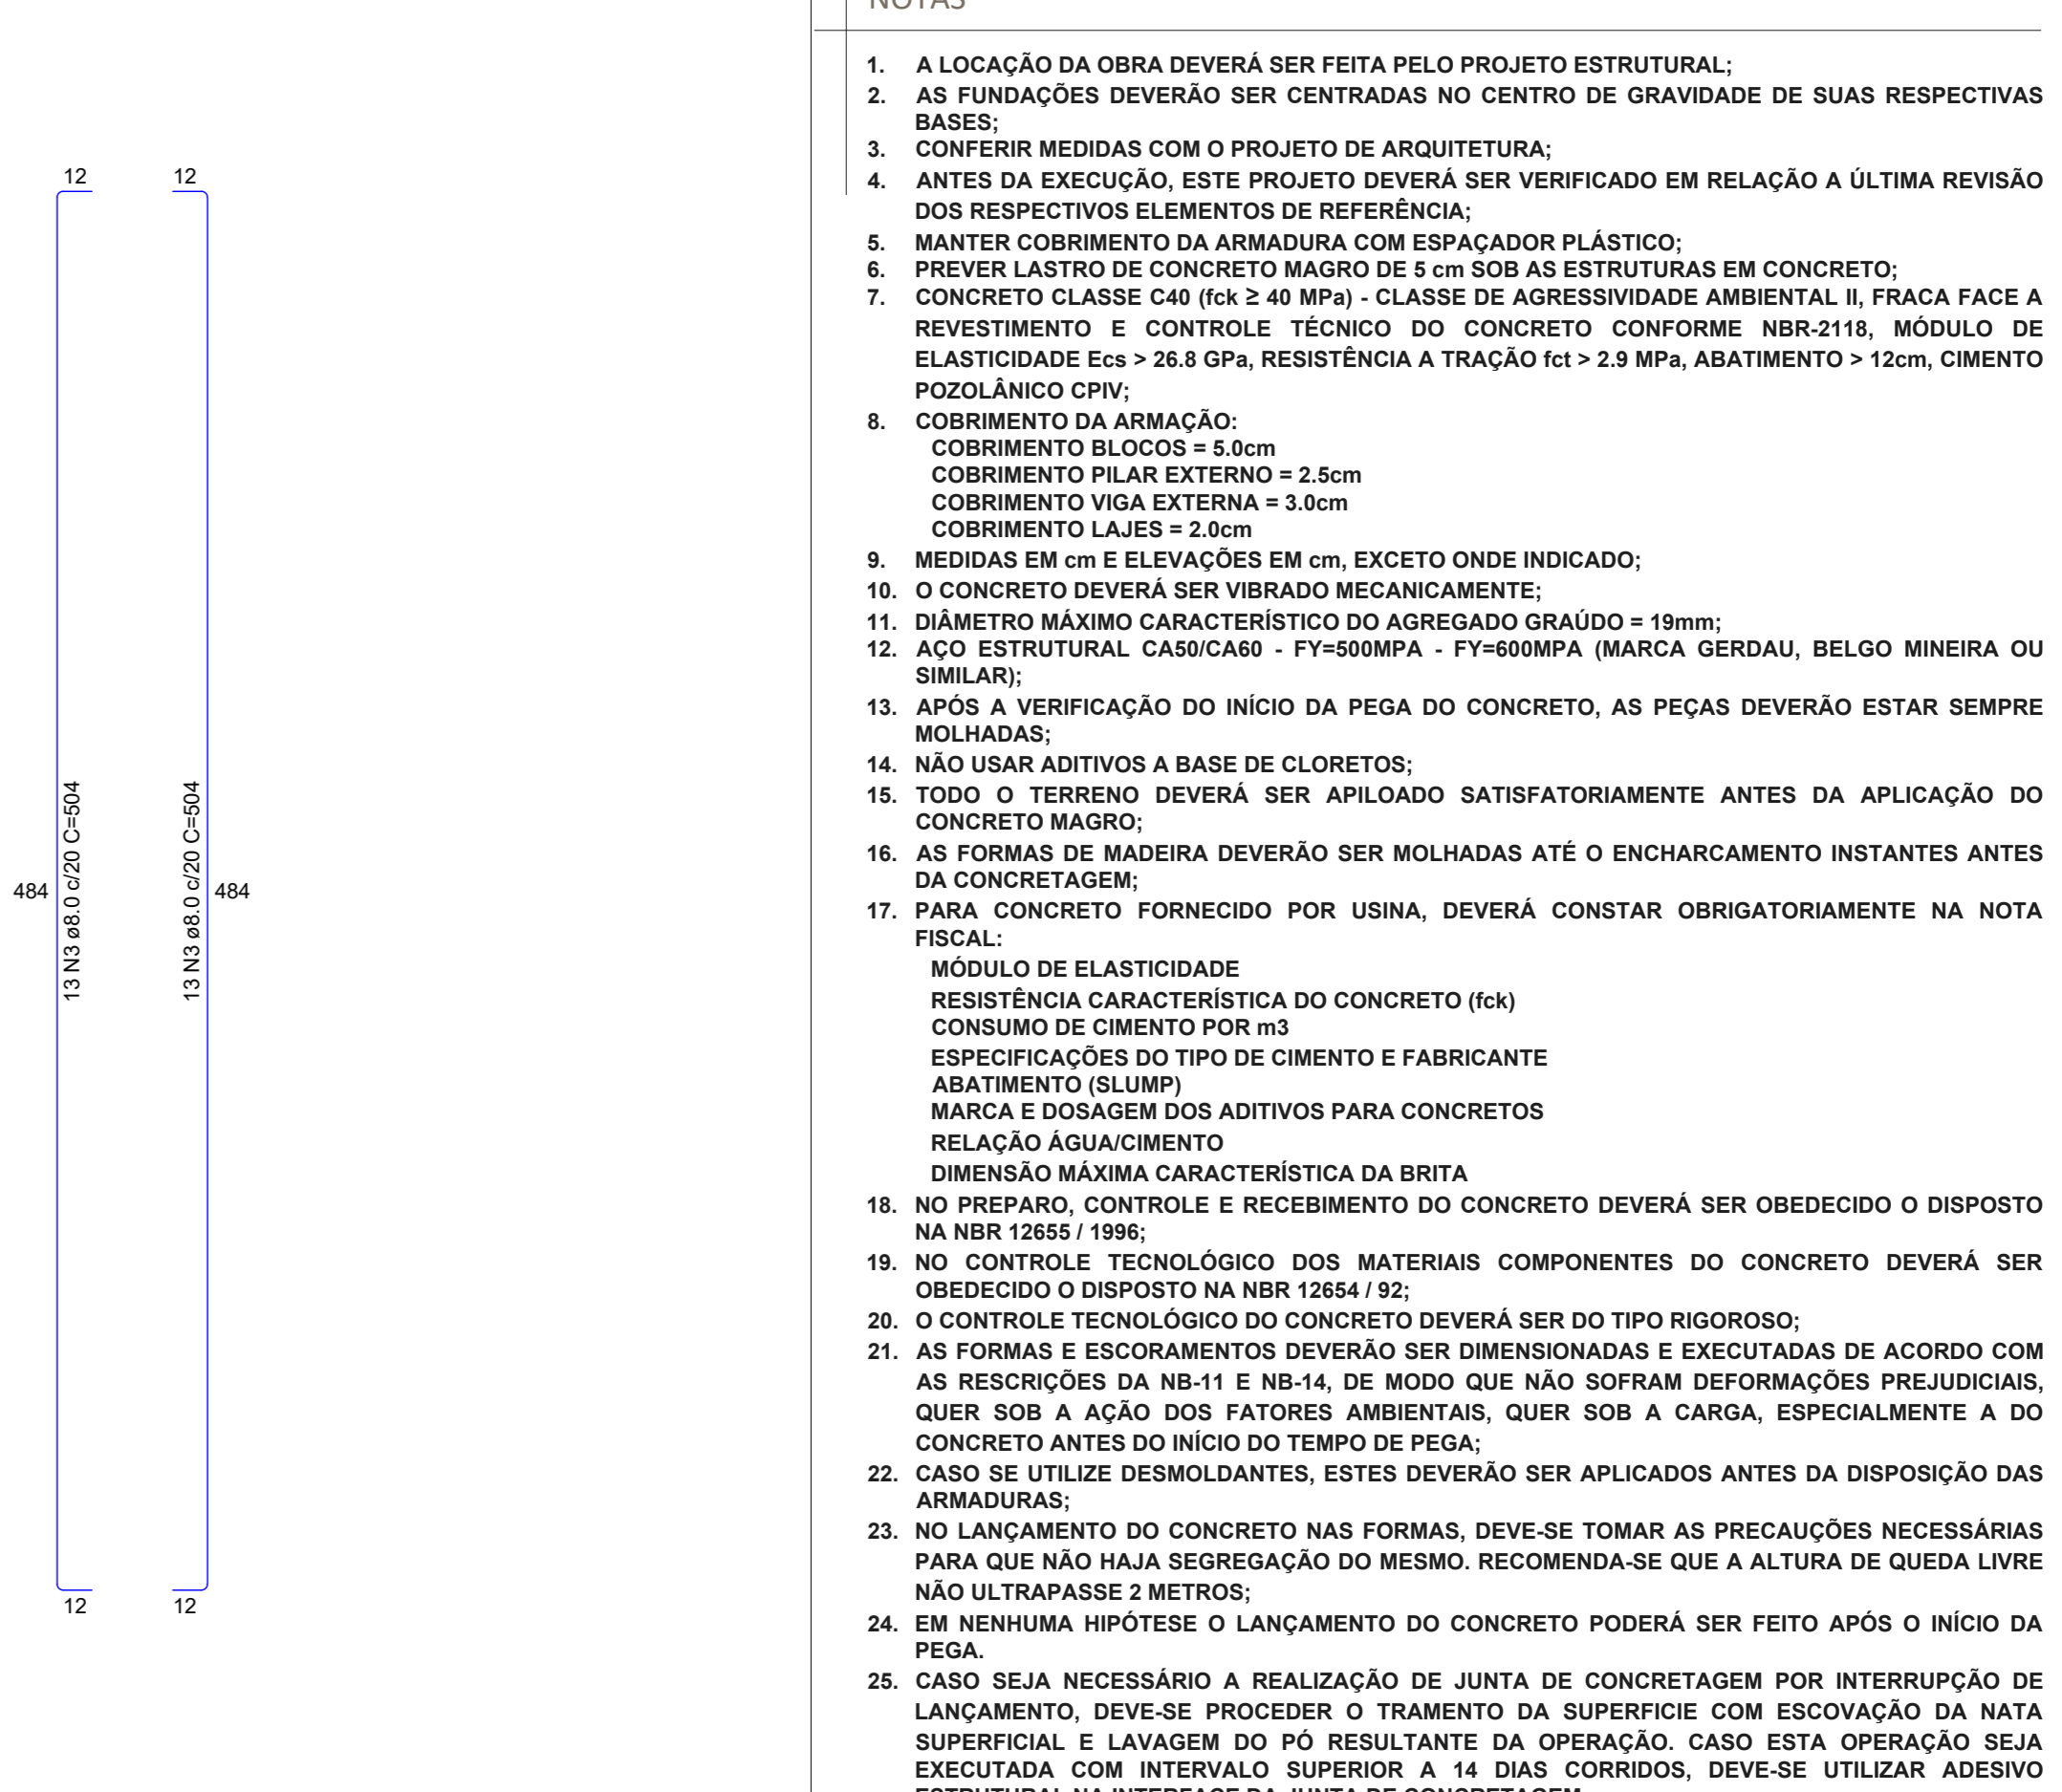 NOTAS
1. A LOCAÇÃO DA OBRA DEVERÁ SER FEITA PELO PROJETO ESTRUTURAL;
2. AS FUNDAÇÕES DEVERÃO SER CENTRADAS NO CENTRO DE GRAVIDADE DE SUAS RESPECTIVAS
BASES;
3. CONFERIR MEDIDAS COM O PROJETO DE ARQUITETURA;
4. ANTES DA EXECUÇÃO, ESTE PROJETO DEVERÁ SER VERIFICADO EM RELAÇÃO A ÚLTIMA REVISÃO
DOS RESPECTIVOS ELEMENTOS DE REFERÊNCIA;
5. MANTER COBRIMENTO DA ARMADURA COM ESPAÇADOR PLÁSTICO;
6. PREVER LASTRO DE CONCRETO MAGRO DE 5 cm SOB AS ESTRUTURAS EM CONCRETO;
7. CONCRETO CLASSE C40 (fck ≥ 40 MPa) - CLASSE DE AGRESSIVIDADE AMBIENTAL II, FRACA FACE A
REVESTIMENTO E CONTROLE TÉCNICO DO CONCRETO CONFORME NBR-2118, MÓDULO DE
ELASTICIDADE Ecs > 26.8 GPa, RESISTÊNCIA A TRAÇÃO fct > 2.9 MPa, ABATIMENTO > 12cm, CIMENTO
POZOLÂNICO CPIV;
8. COBRIMENTO DA ARMAÇÃO:
COBRIMENTO BLOCOS = 5.0cm
COBRIMENTO PILAR EXTERNO = 2.5cm
COBRIMENTO VIGA EXTERNA = 3.0cm
COBRIMENTO LAJES = 2.0cm
9. MEDIDAS EM cm E ELEVAÇÕES EM cm, EXCETO ONDE INDICADO;
10. O CONCRETO DEVERÁ SER VIBRADO MECANICAMENTE;
11. DIÂMETRO MÁXIMO CARACTERÍSTICO DO AGREGADO GRAÚDO = 19mm;
12. AÇO ESTRUTURAL CA50/CA60 - FY=500MPA - FY=600MPA (MARCA GERDAU, BELGO MINEIRA OU
SIMILAR);
13. APÓS A VERIFICAÇÃO DO INÍCIO DA PEGA DO CONCRETO, AS PEÇAS DEVERÃO ESTAR SEMPRE
MOLHADAS;
14. NÃO USAR ADITIVOS A BASE DE CLORETOS;
15. TODO O TERRENO DEVERÁ SER APILOADO SATISFATORIAMENTE ANTES DA APLICAÇÃO DO
CONCRETO MAGRO;
16. AS FORMAS DE MADEIRA DEVERÃO SER MOLHADAS ATÉ O ENCHARCAMENTO INSTANTES ANTES
DA CONCRETAGEM;
17. PARA CONCRETO FORNECIDO POR USINA, DEVERÁ CONSTAR OBRIGATORIAMENTE NA NOTA
FISCAL:
MÓDULO DE ELASTICIDADE
RESISTÊNCIA CARACTERÍSTICA DO CONCRETO (fck)
CONSUMO DE CIMENTO POR m3
ESPECIFICAÇÕES DO TIPO DE CIMENTO E FABRICANTE
ABATIMENTO (SLUMP)
MARCA E DOSAGEM DOS ADITIVOS PARA CONCRETOS
RELAÇÃO ÁGUA/CIMENTO
DIMENSÃO MÁXIMA CARACTERÍSTICA DA BRITA
18. NO PREPARO, CONTROLE E RECEBIMENTO DO CONCRETO DEVERÁ SER OBEDECIDO O DISPOSTO
NA NBR 12655 / 1996;
19. NO CONTROLE TECNOLÓGICO DOS MATERIAIS COMPONENTES DO CONCRETO DEVERÁ SER
OBEDECIDO O DISPOSTO NA NBR 12654 / 92;
20. O CONTROLE TECNOLÓGICO DO CONCRETO DEVERÁ SER DO TIPO RIGOROSO;
21. AS FORMAS E ESCORAMENTOS DEVERÃO SER DIMENSIONADAS E EXECUTADAS DE ACORDO COM
AS RESCRIÇÕES DA NB-11 E NB-14, DE MODO QUE NÃO SOFRAM DEFORMAÇÕES PREJUDICIAIS,
QUER SOB A AÇÃO DOS FATORES AMBIENTAIS, QUER SOB A CARGA, ESPECIALMENTE A DO
CONCRETO ANTES DO INÍCIO DO TEMPO DE PEGA;
22. CASO SE UTILIZE DESMOLDANTES, ESTES DEVERÃO SER APLICADOS ANTES DA DISPOSIÇÃO DAS
ARMADURAS;
23. NO LANÇAMENTO DO CONCRETO NAS FORMAS, DEVE-SE TOMAR AS PRECAUÇÕES NECESSÁRIAS
PARA QUE NÃO HAJA SEGREGAÇÃO DO MESMO. RECOMENDA-SE QUE A ALTURA DE QUEDA LIVRE
NÃO ULTRAPASSE 2 METROS;
24. EM NENHUMA HIPÓTESE O LANÇAMENTO DO CONCRETO PODERÁ SER FEITO APÓS O INÍCIO DA
PEGA.
25. CASO SEJA NECESSÁRIO A REALIZAÇÃO DE JUNTA DE CONCRETAGEM POR INTERRUPÇÃO DE
LANÇAMENTO, DEVE-SE PROCEDER O TRAMENTO DA SUPERFICIE COM ESCOVAÇÃO DA NATA
SUPERFICIAL E LAVAGEM DO PÓ RESULTANTE DA OPERAÇÃO. CASO ESTA OPERAÇÃO SEJA
EXECUTADA COM INTERVALO SUPERIOR A 14 DIAS CORRIDOS, DEVE-SE UTILIZAR ADESIVO
ESTRUTURAL NA INTERFACE DA JUNTA DE CONCRETAGEM
12 12
484
13 N3 ø8.0 c/20 C=504
13 N3 ø8.0 c/20 C=504
484
12 12